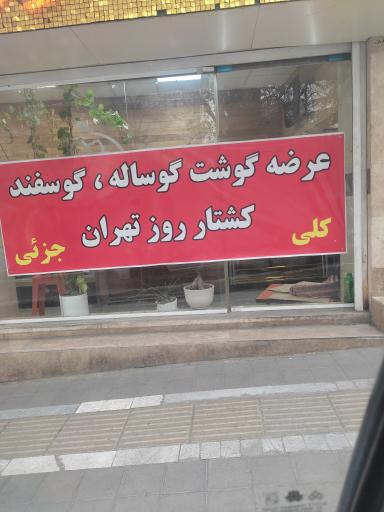 عرضه گوشت گوساله ، گوسفند
کشتار روز تهران
کلی
جزئی